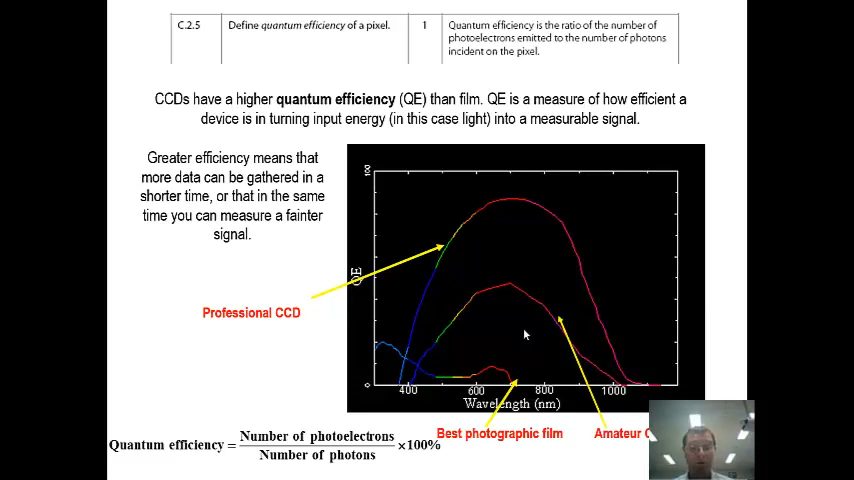 C.2.5 Define quantum efficiency of a pixel. 1 Quantum efficiency is the ratio of the number of
photoelectrons emitted to the number of photons
incident on the pixel.
CCDs have a higher quantum efficiency (QE) than film. QE is a measure of how efficient a
device is in turning input energy (in this case light) into a measurable signal.
Greater efficiency means that
more data can be gathered in a
shorter time, or that in the same
time you can measure a fainter
signal.
Professional CCD
100
QE
0
400 600 800 1000
Wavelength (nm)
Best photographic film
Amateur C
Quantum efficiency = Number of photoelectrons / Number of photons ×100%